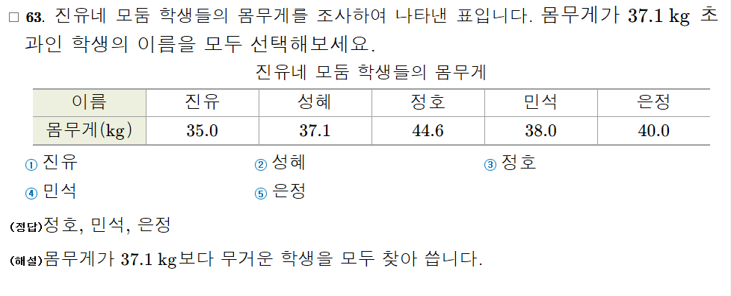 □ 63. 진유네 모둠 학생들의 몸무게를 조사하여 나타낸 표입니다. 몸무게가 37.1 kg 초
과인 학생의 이름을 모두 선택해보세요.
진유네 모둠 학생들의 몸무게
이름 진유 성혜 정호 민석 은정
몸무게(kg) 35.0 37.1 44.6 38.0 40.0
① 진유 ② 성혜 ③ 정호
④ 민석 ⑤ 은정
(정답)정호, 민석, 은정
(해설)몸무게가 37.1 kg보다 무거운 학생을 모두 찾아 씁니다.